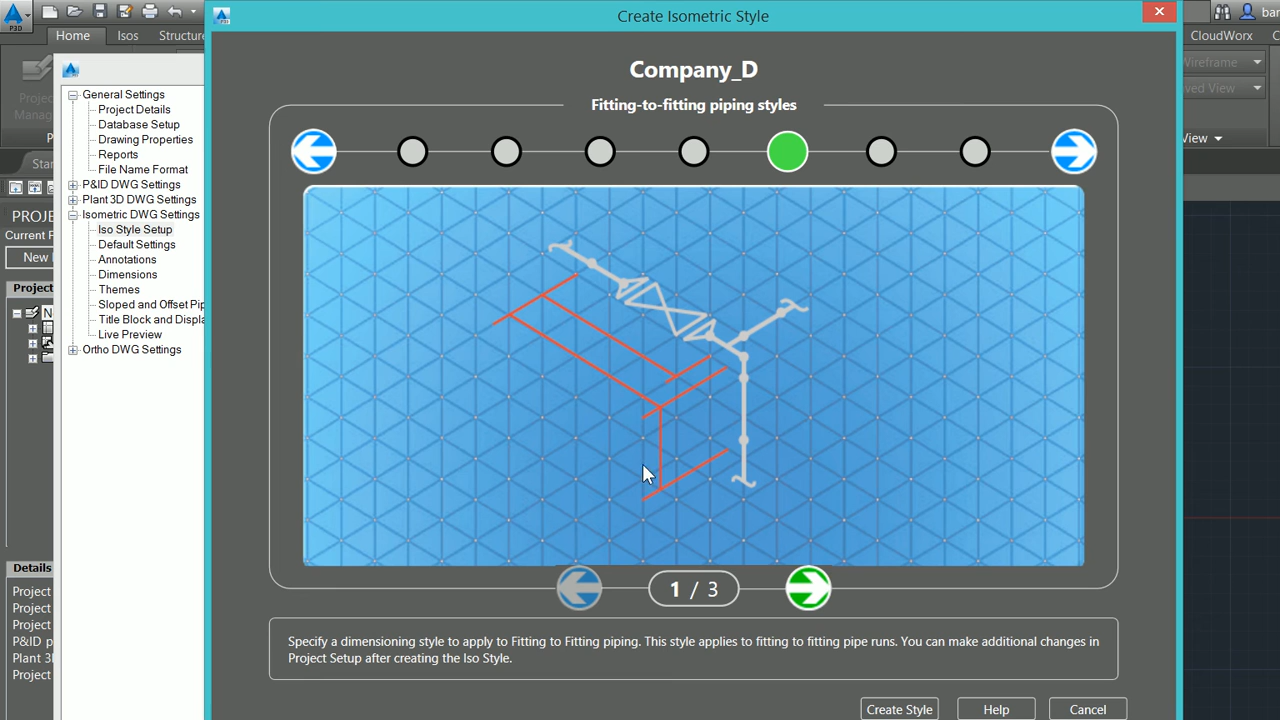 Create Isometric Style
P3D
Home Isos Structure
CloudWorx
Wireframe
View
General Settings
Project Details
Database Setup
Drawing Properties
Reports
File Name Format
P&ID DWG Settings
Plant 3D DWG Settings
Isometric DWG Settings
Iso Style Setup
Default Settings
Annotations
Dimensions
Themes
Sloped and Offset Pip
Title Block and Displa
Live Preview
Ortho DWG Settings
Company_D
Fitting-to-fitting piping styles
PROJE
Current P
New
Project
Details
Project
Project
Project
P&ID p
Plant 3
Project
1 / 3
Specify a dimensioning style to apply to Fitting to Fitting piping. This style applies to fitting to fitting pipe runs. You can make additional changes in
Project Setup after creating the Iso Style.
Create Style Help Cancel